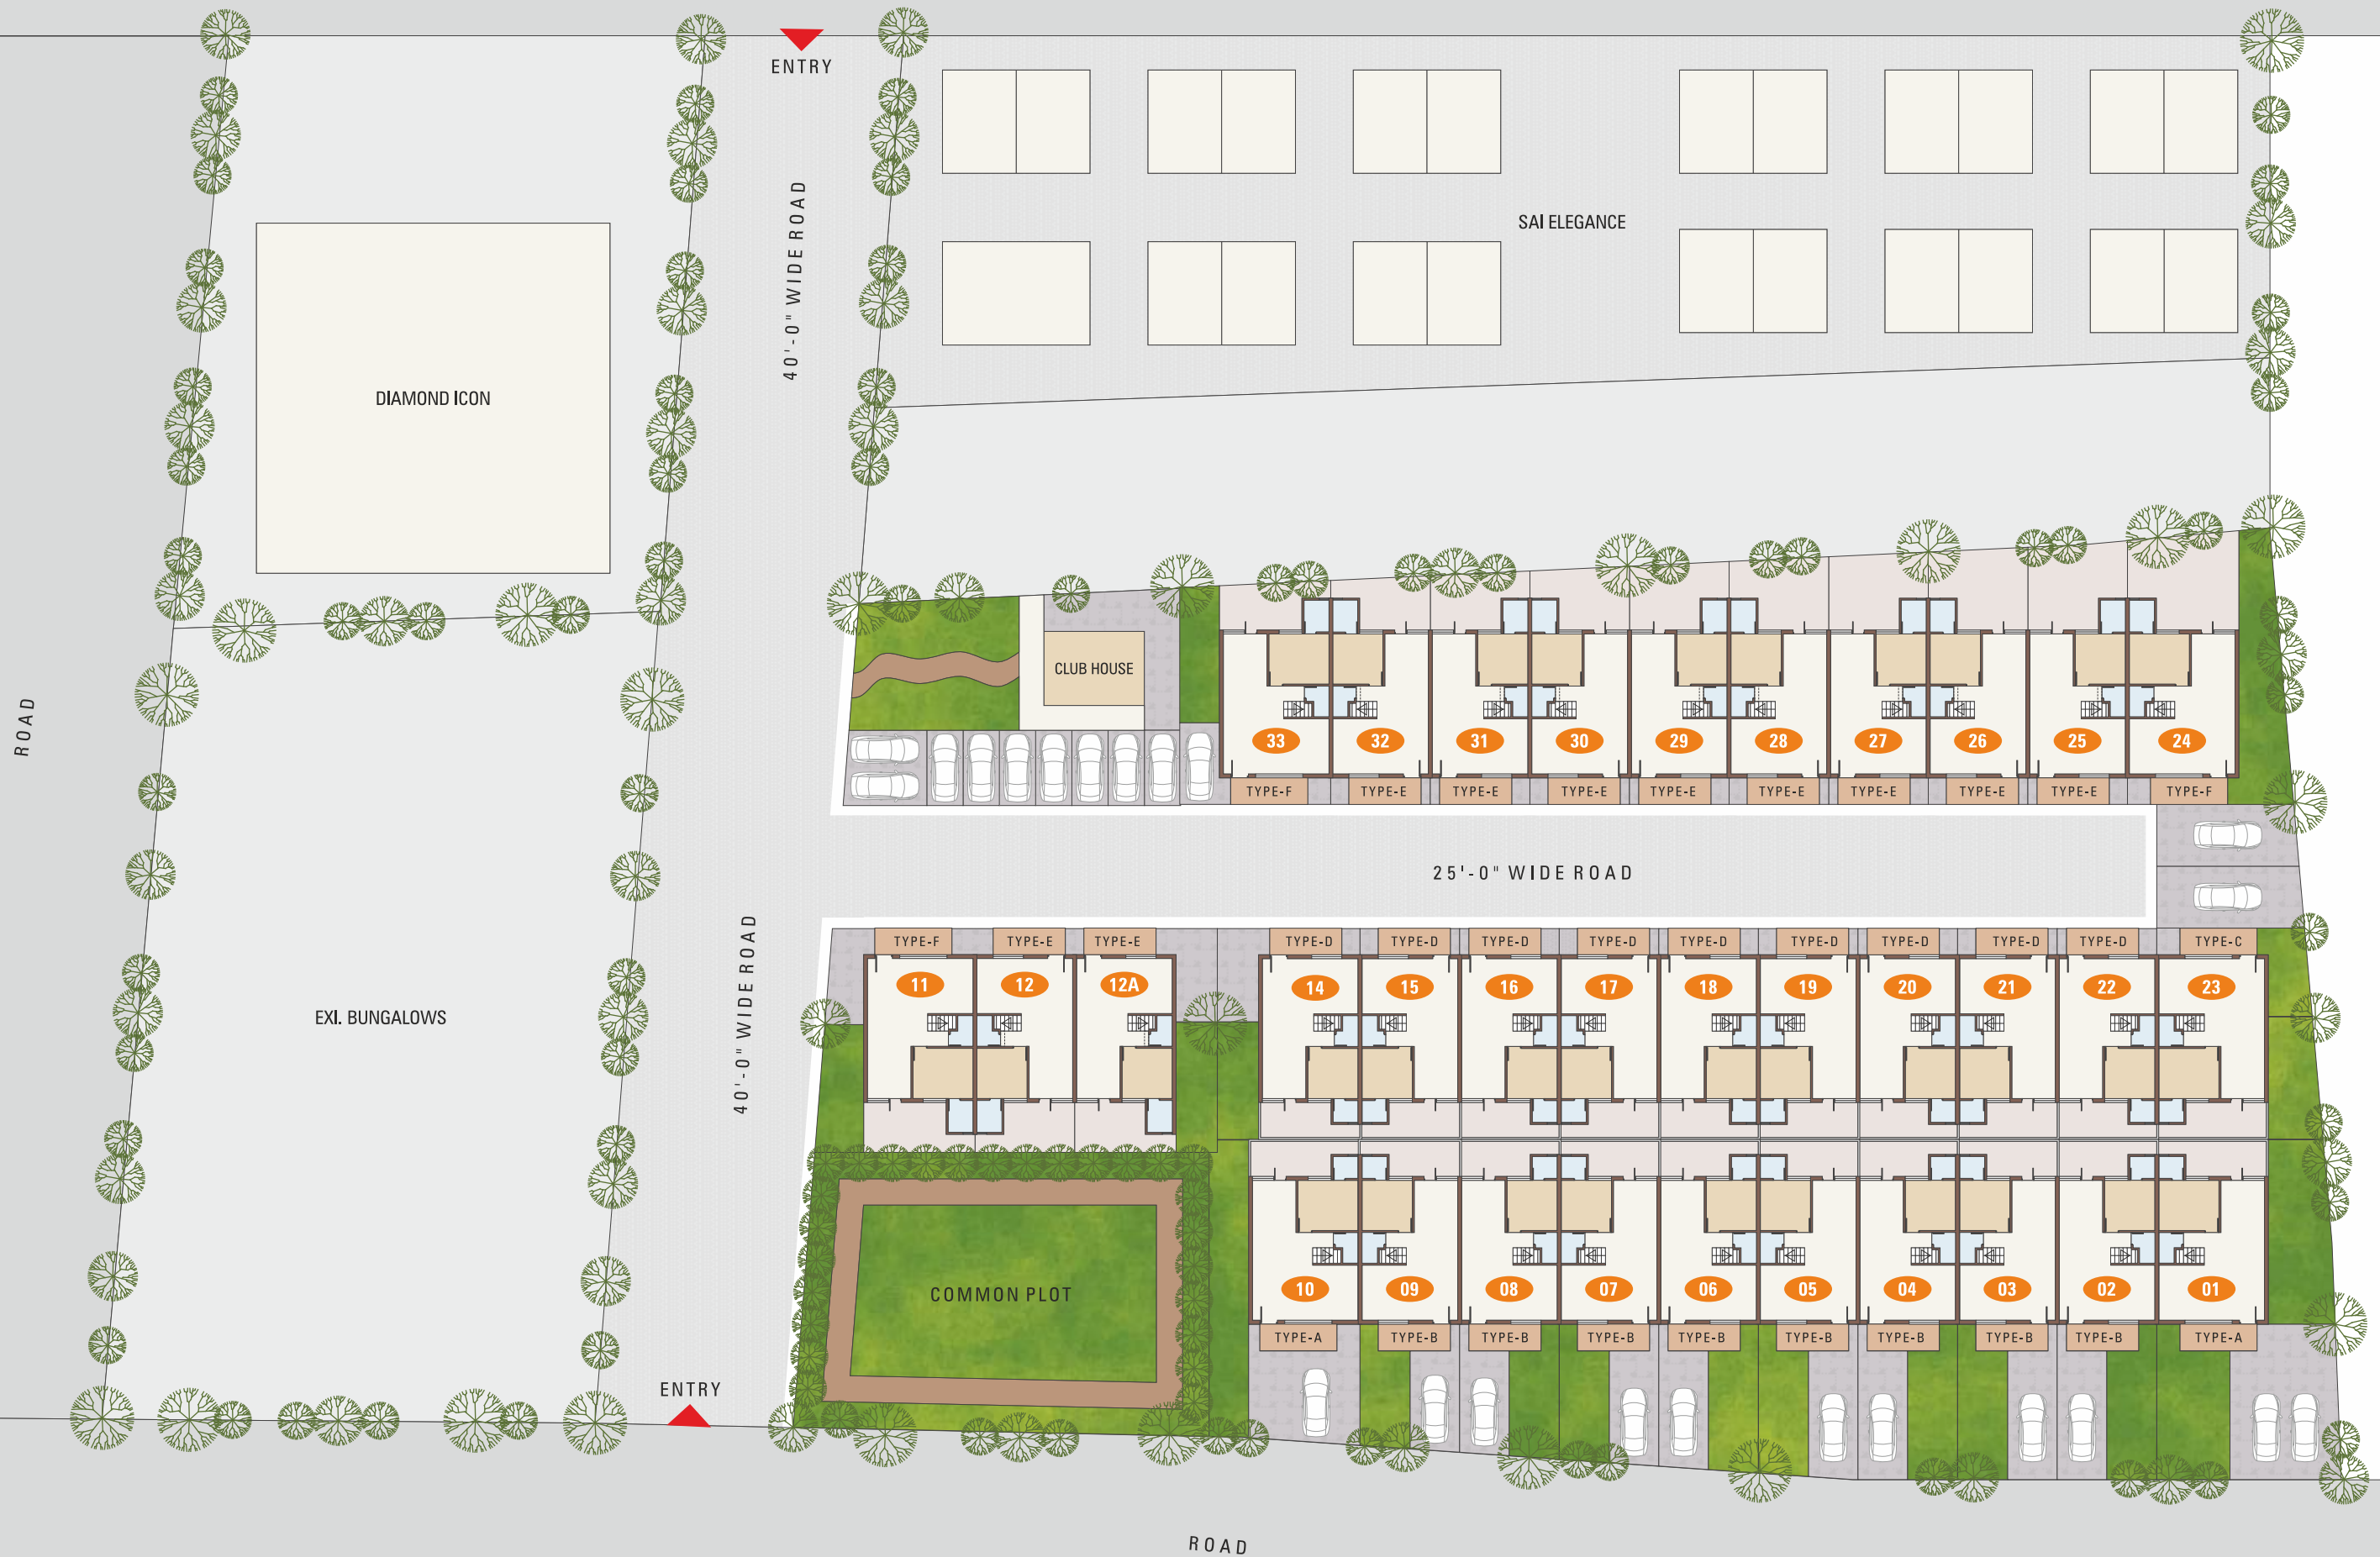 ENTRY
40'-0" WIDE ROAD
SAI ELEGANCE
DIAMOND ICON
ROAD
CLUB HOUSE
33 32 31 30 29 28 27 26 25 24
TYPE-F TYPE-E TYPE-E TYPE-E TYPE-E TYPE-E TYPE-E TYPE-E TYPE-E TYPE-F
25'-0" WIDE ROAD
40'-0" WIDE ROAD
TYPE-F TYPE-E TYPE-E TYPE-D TYPE-D TYPE-D TYPE-D TYPE-D TYPE-D TYPE-D TYPE-D TYPE-D TYPE-C
11 12 12A 14 15 16 17 18 19 20 21 22 23
EXI. BUNGALOWS
COMMON PLOT
10 09 08 07 06 05 04 03 02 01
TYPE-A TYPE-B TYPE-B TYPE-B TYPE-B TYPE-B TYPE-B TYPE-B TYPE-B TYPE-A
ENTRY
ROAD